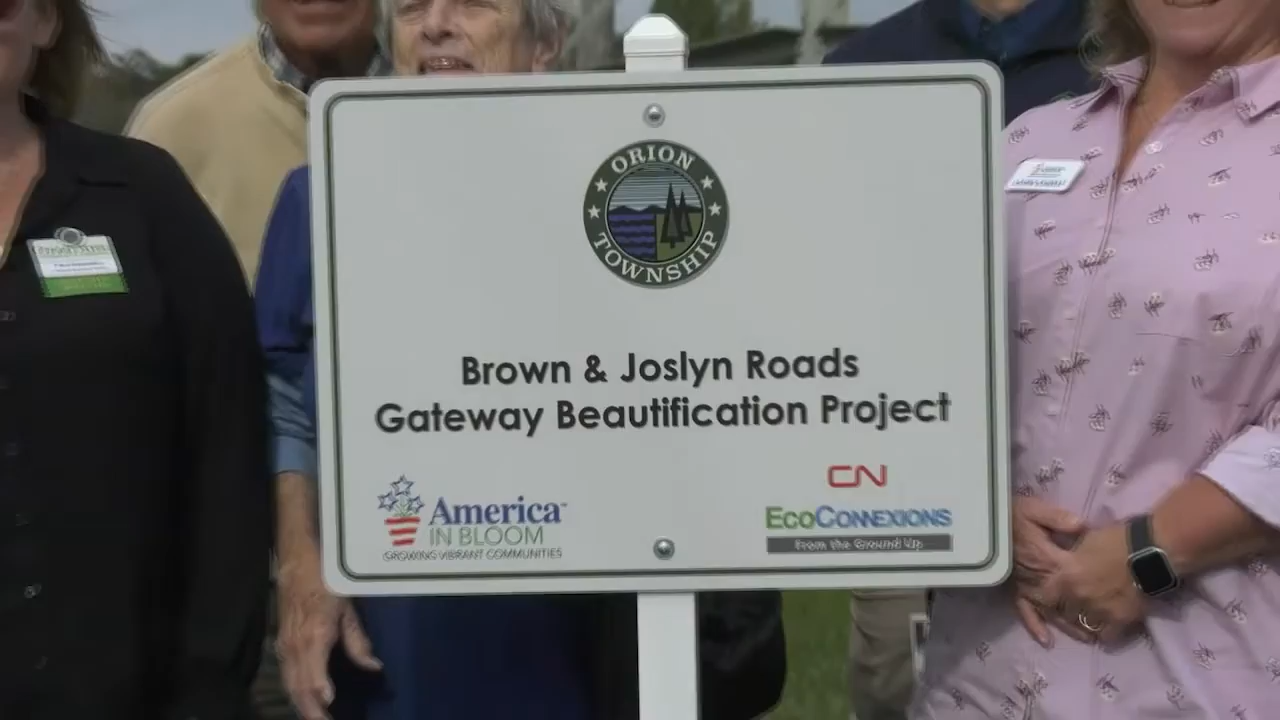 ORION
TOWNSHIP
Brown & Joslyn Roads
Gateway Beautification Project
CN
America™
IN BLOOM
GROWING VIBRANT COMMUNITIES
ECOCONNEXIONS
From the Ground Up